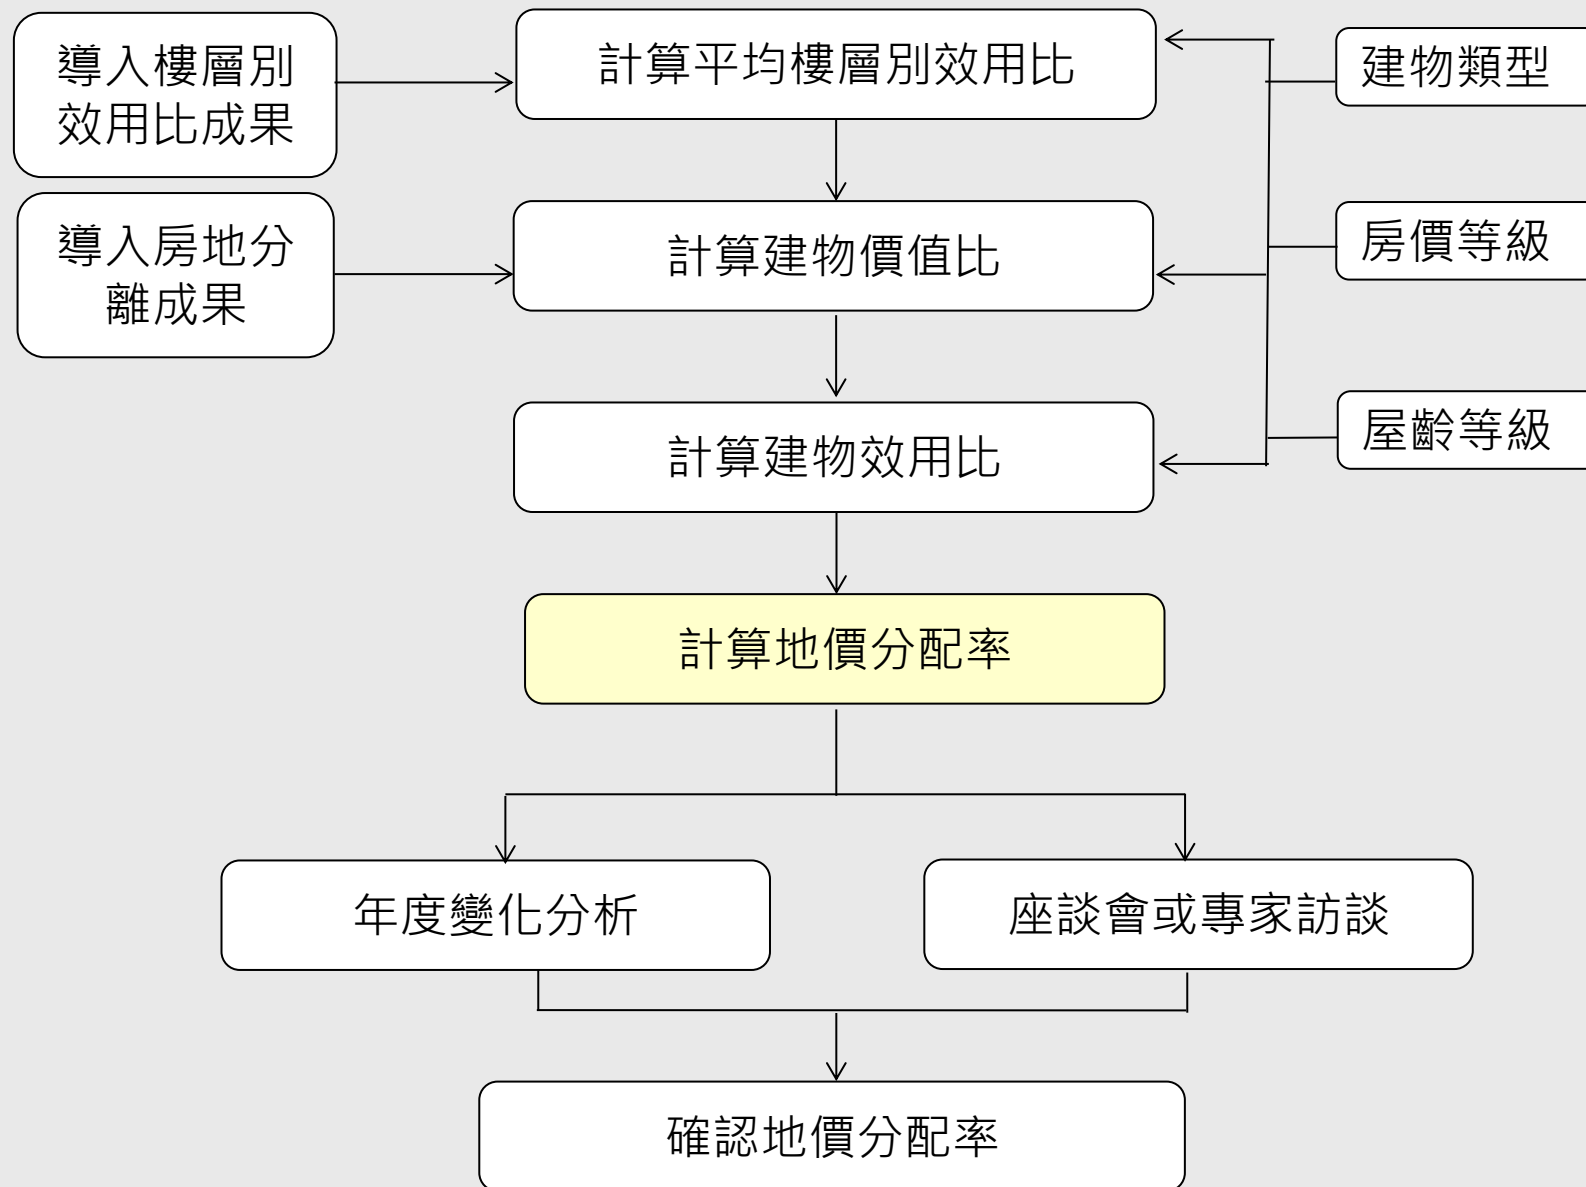 導入樓層別
效用比成果
計算平均樓層別效用比
建物類型
導入房地分
離成果
計算建物價值比
房價等級
計算建物效用比
屋齡等級
計算地價分配率
年度變化分析
座談會或專家訪談
確認地價分配率